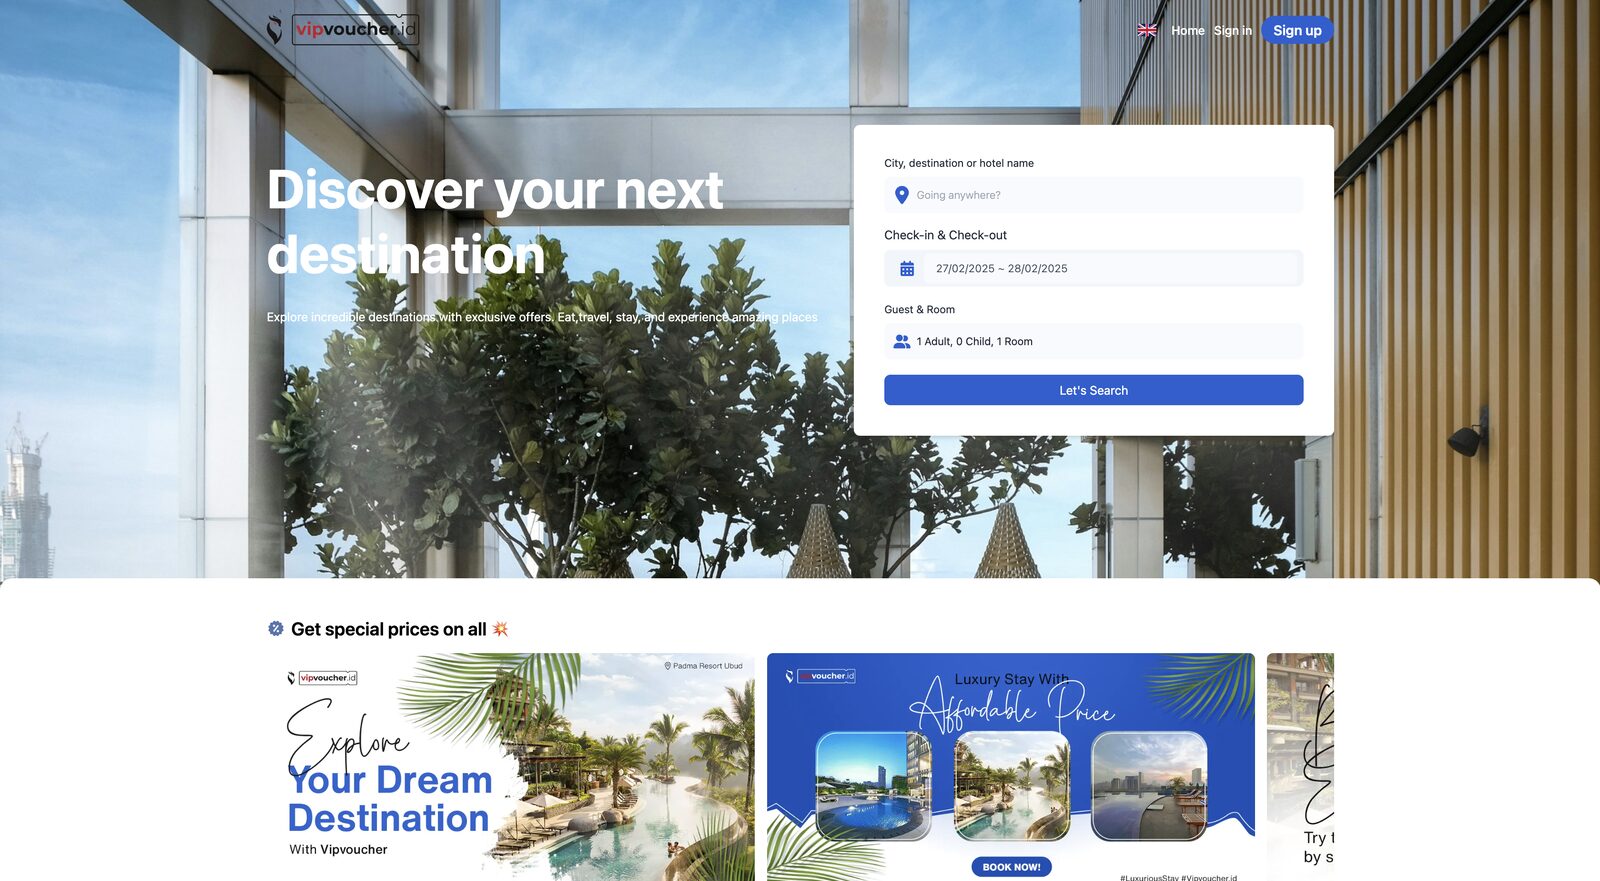 vipvoucher.id
Home
Sign in
Sign up
Discover your next
destination
Explore incredible destinations with exclusive offers. Eat,travel, stay, and experience amazing places
City, destination or hotel name
Going anywhere?
Check-in & Check-out
27/02/2025 ~ 28/02/2025
Guest & Room
1 Adult, 0 Child, 1 Room
Let's Search
Get special prices on all
vipvoucher.id
Padma Resort Ubud
Explore
Your Dream
Destination
With Vipvoucher
vipvoucher.id
Luxury Stay With
Affordable Price
BOOK NOW!
#LuxuriousStay #Vipvoucher.id
Try
by s